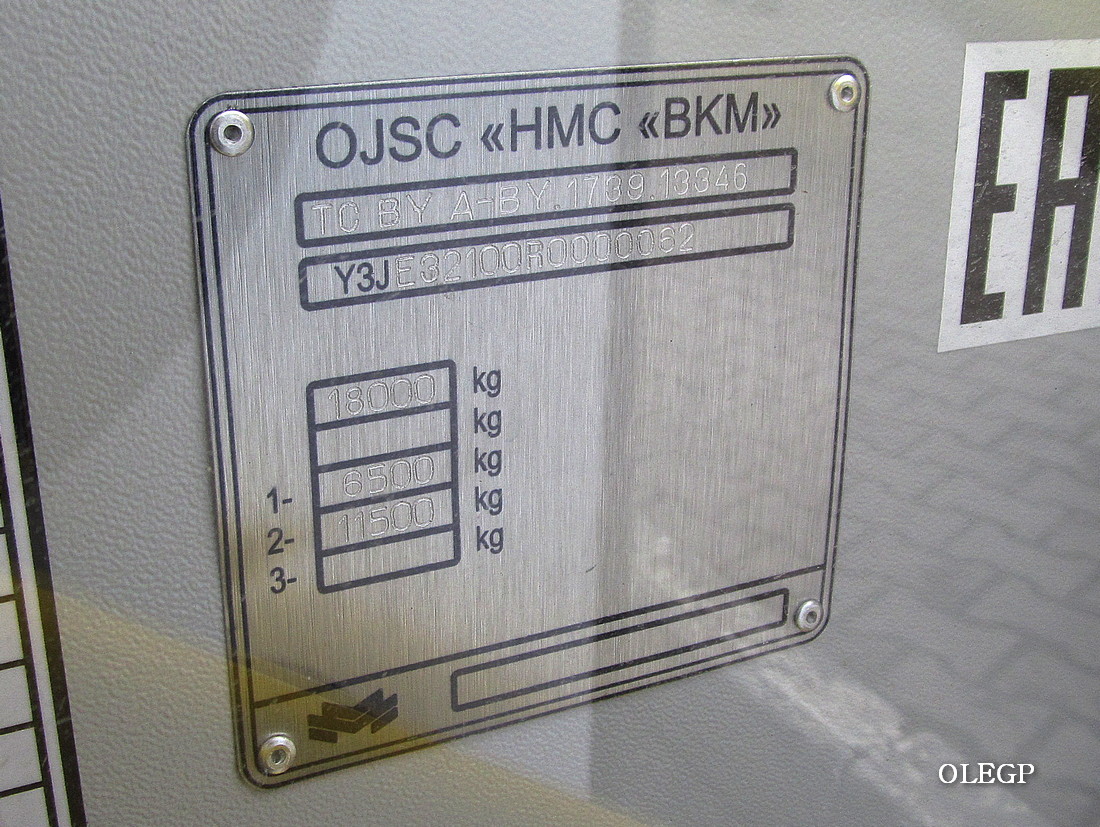 OJSC «HMC «BKM»
TC BY A-BY.1739.13346
Y3JE32100R0000062
18000 kg
kg
1- 6500 kg
2- 11500 kg
3- kg
EAC
OLEGP